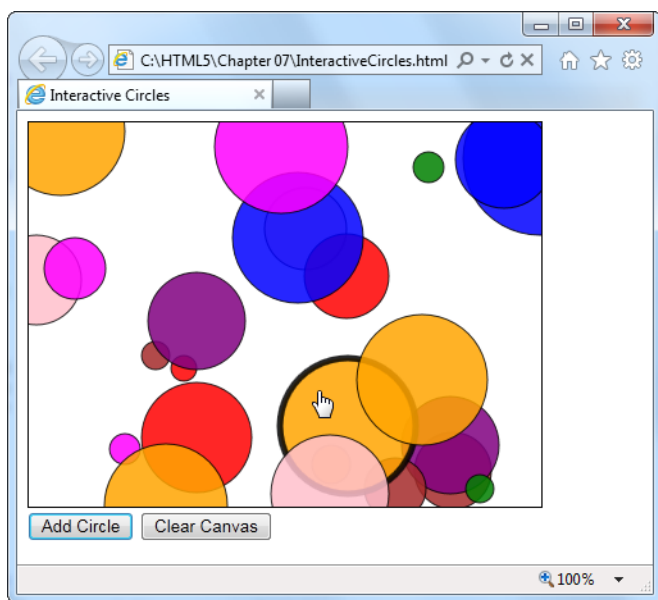 C:\HTML5\Chapter 07\InteractiveCircles.html
Interactive Circles
Add Circle Clear Canvas
100%